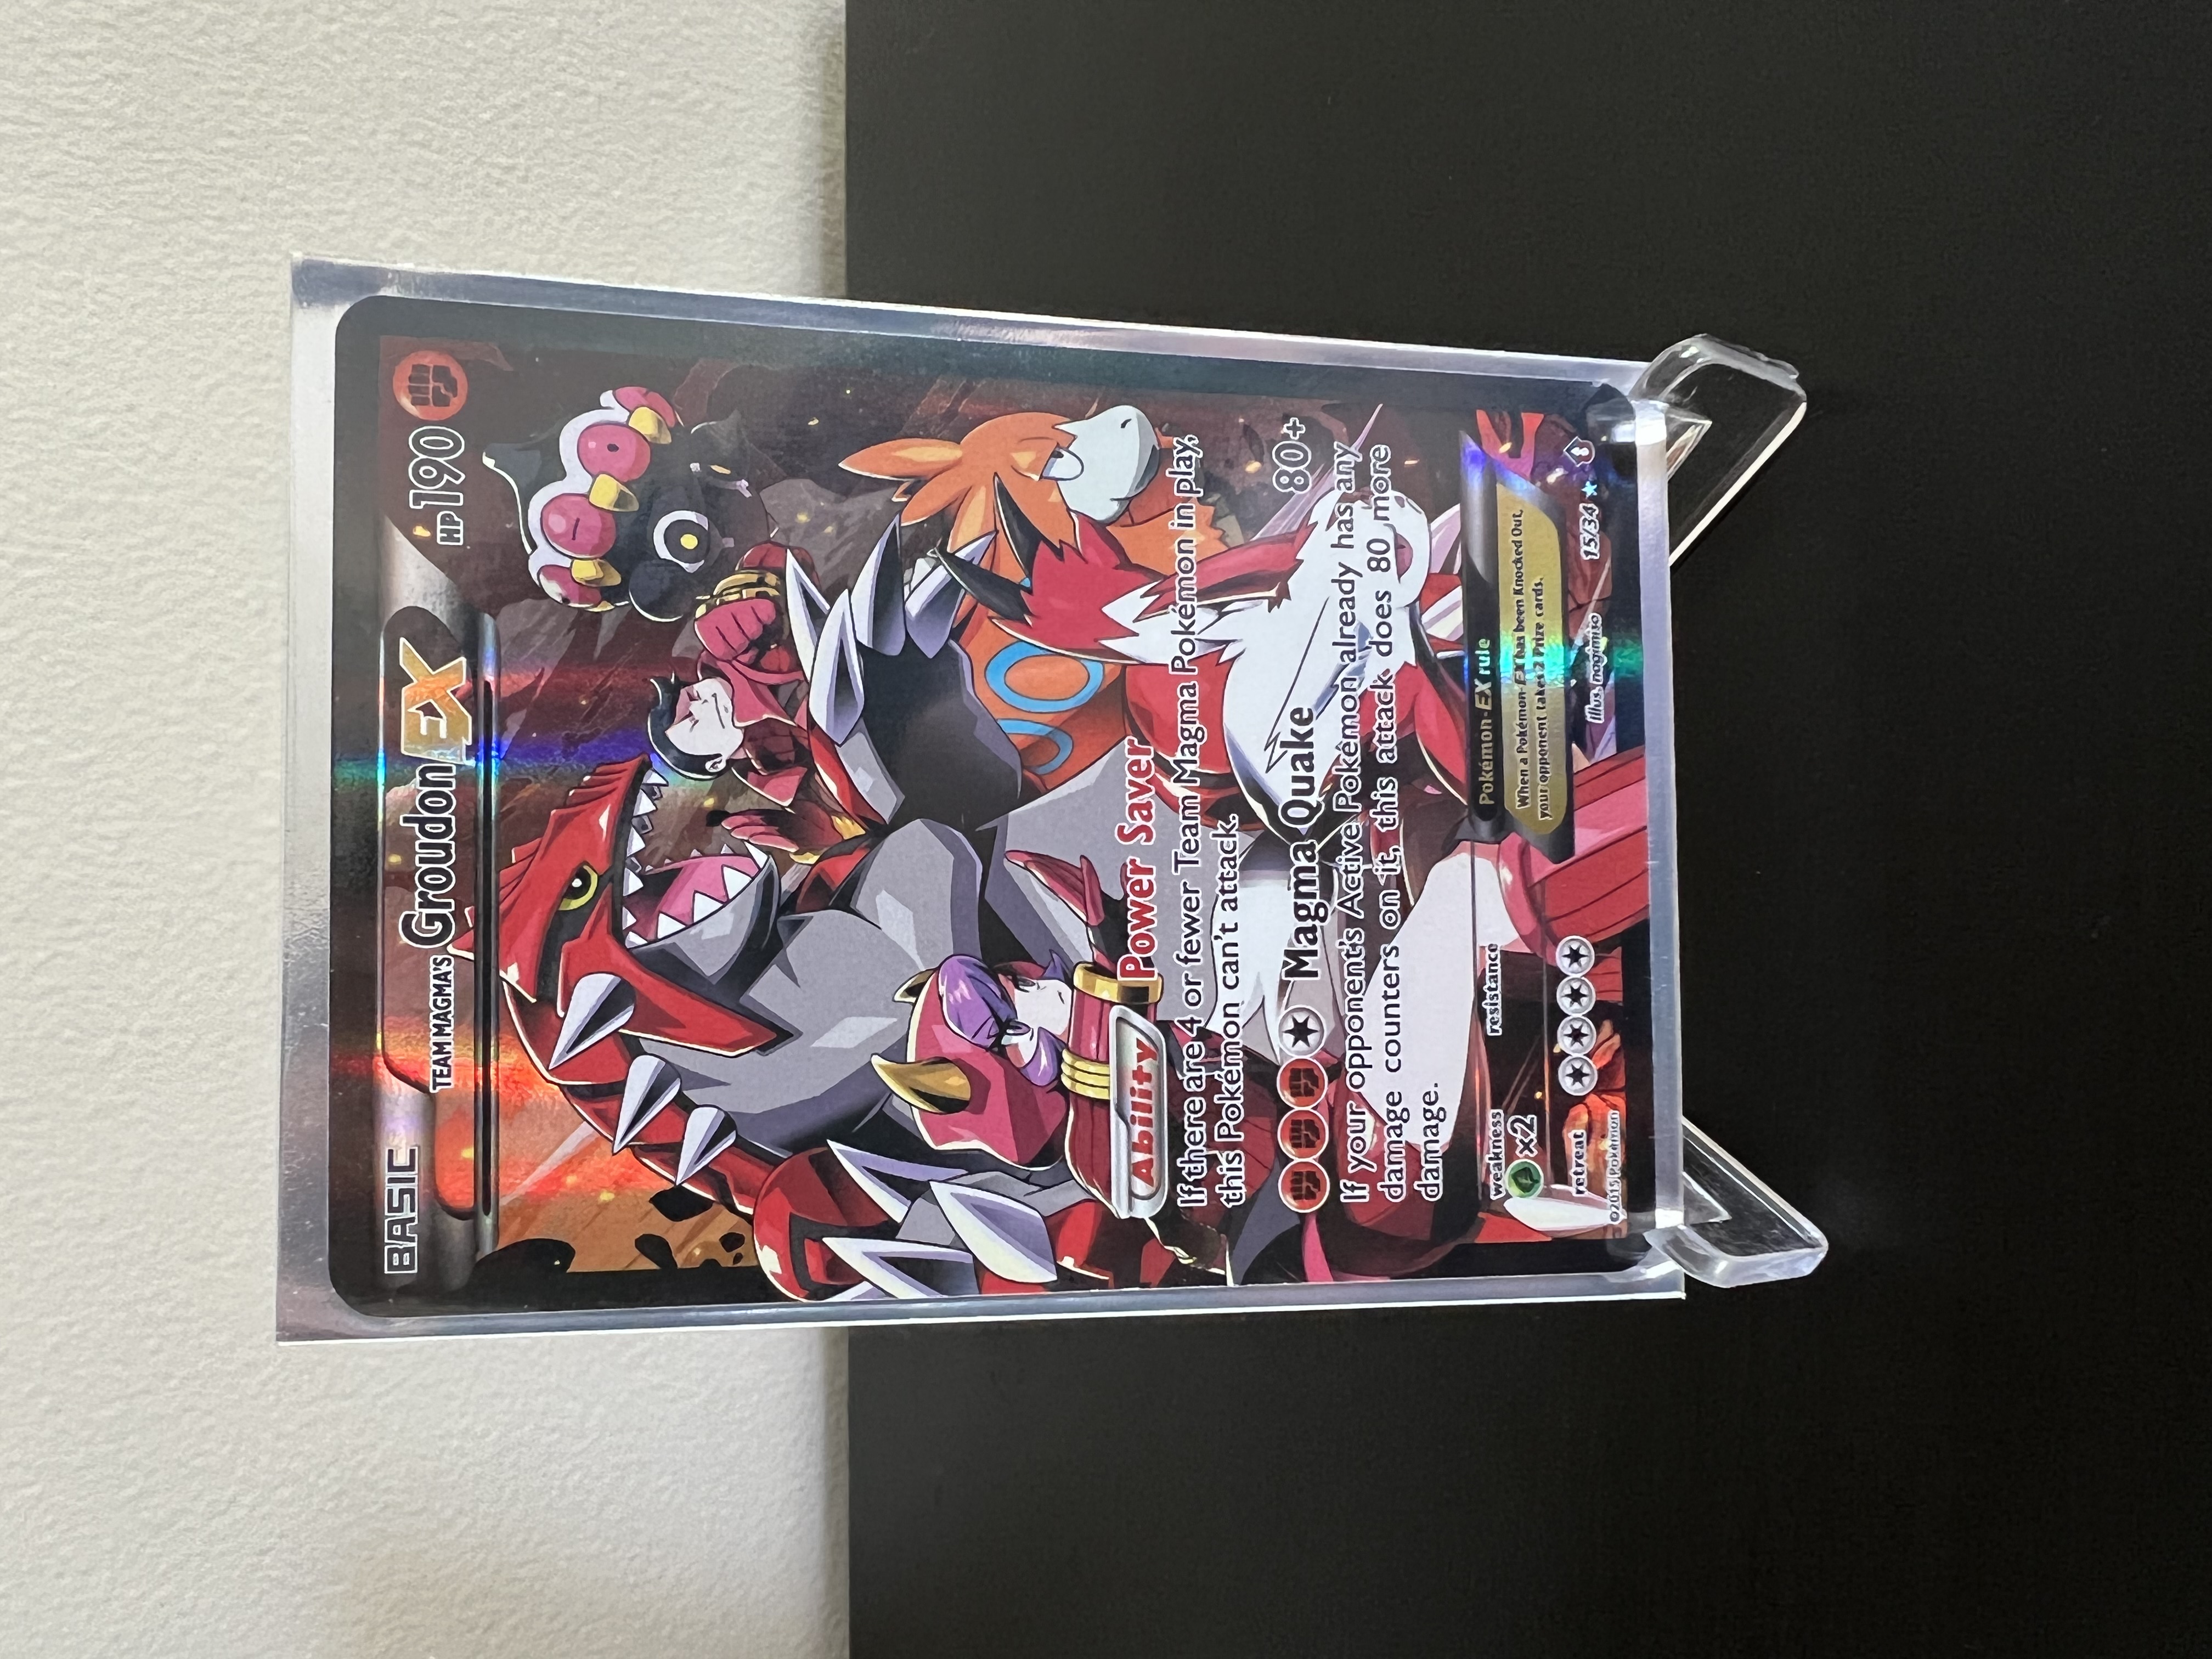 BASIC
TEAM MAGMA'S Groudon EX HP 190
Ability Power Saver
If there are 4 or fewer Team Magma Pokémon in play,
this Pokémon can't attack.
Magma Quake 80+
If your opponent's Active Pokémon already has any
damage counters on it, this attack does 80 more
damage.
weakness resistance
x2
retreat
©2015 Pokémon
Pokémon-EX rule
When a Pokémon-EX has been Knocked Out,
your opponent takes 2 Prize cards.
Illus. nagimiso 15/34